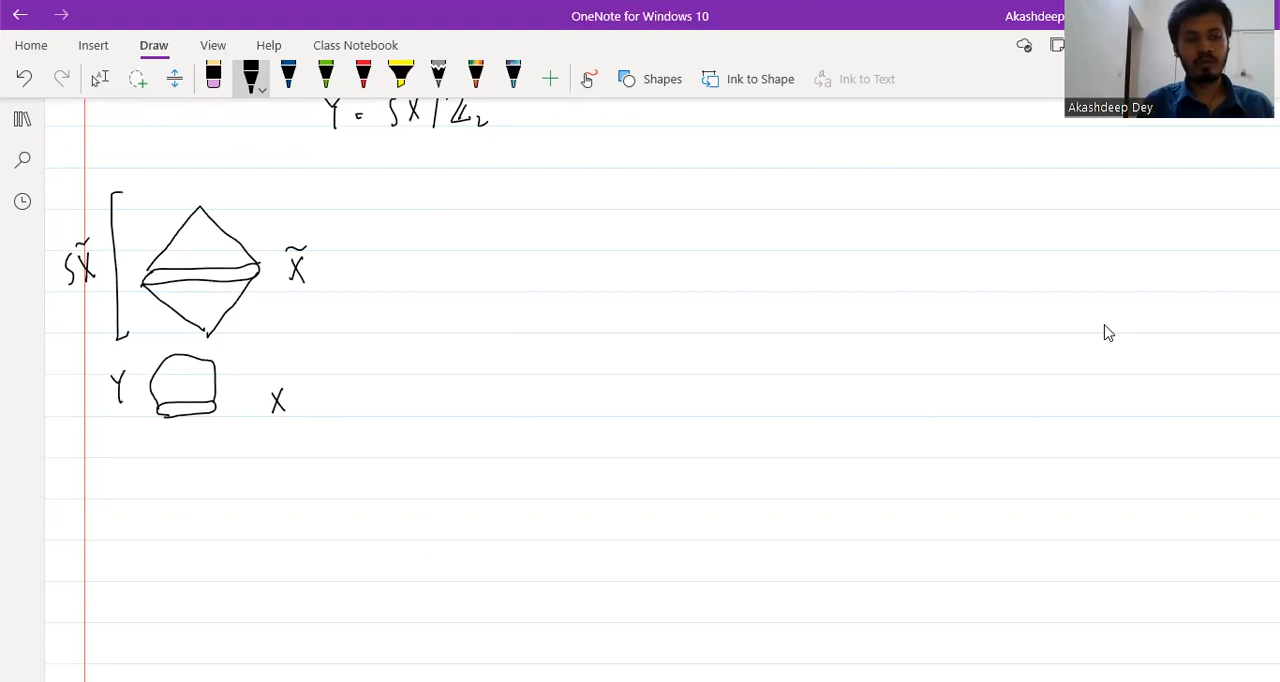 OneNote for Windows 10
Akashdeep
Home Insert Draw View Help Class Notebook
Shapes Ink to Shape Ink to Text
Akashdeep Dey
Y = SX̃ / ℤ₂
SX̃
X̃
Y
X